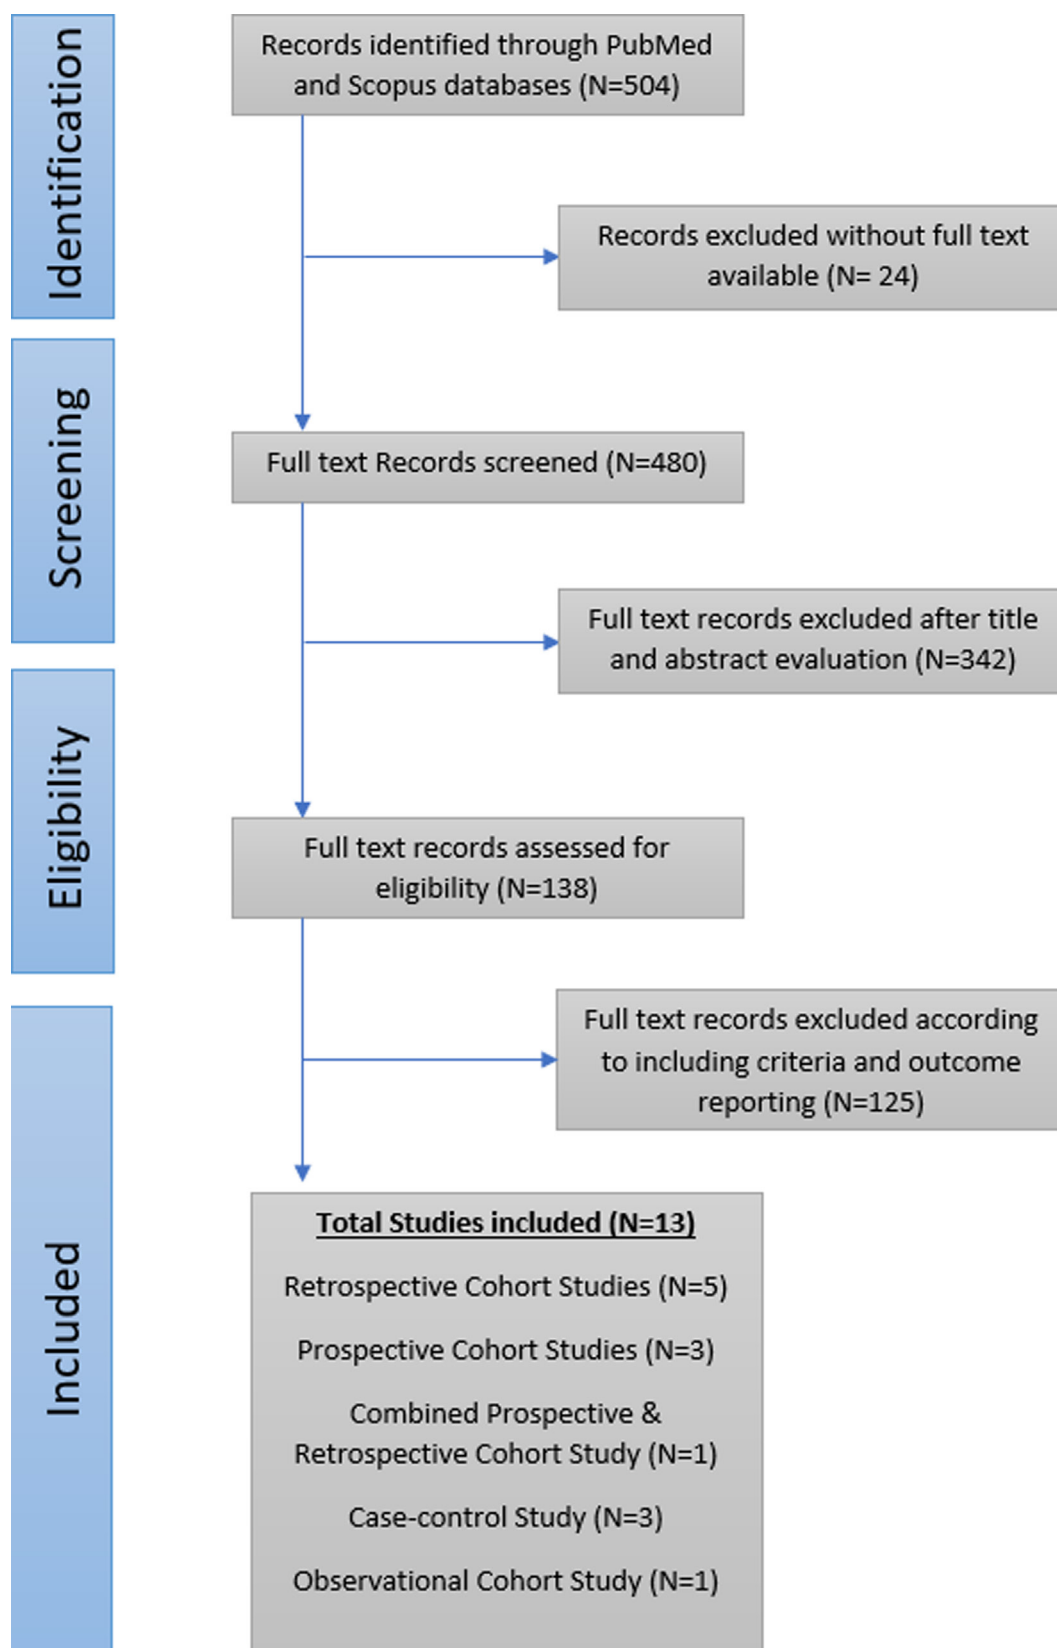 Identification
Records identified through PubMed
and Scopus databases (N=504)
Records excluded without full text
available (N= 24)
Screening
Full text Records screened (N=480)
Full text records excluded after title
and abstract evaluation (N=342)
Eligibility
Full text records assessed for
eligibility (N=138)
Full text records excluded according
to including criteria and outcome
reporting (N=125)
Included
Total Studies included (N=13)
Retrospective Cohort Studies (N=5)
Prospective Cohort Studies (N=3)
Combined Prospective &
Retrospective Cohort Study (N=1)
Case-control Study (N=3)
Observational Cohort Study (N=1)